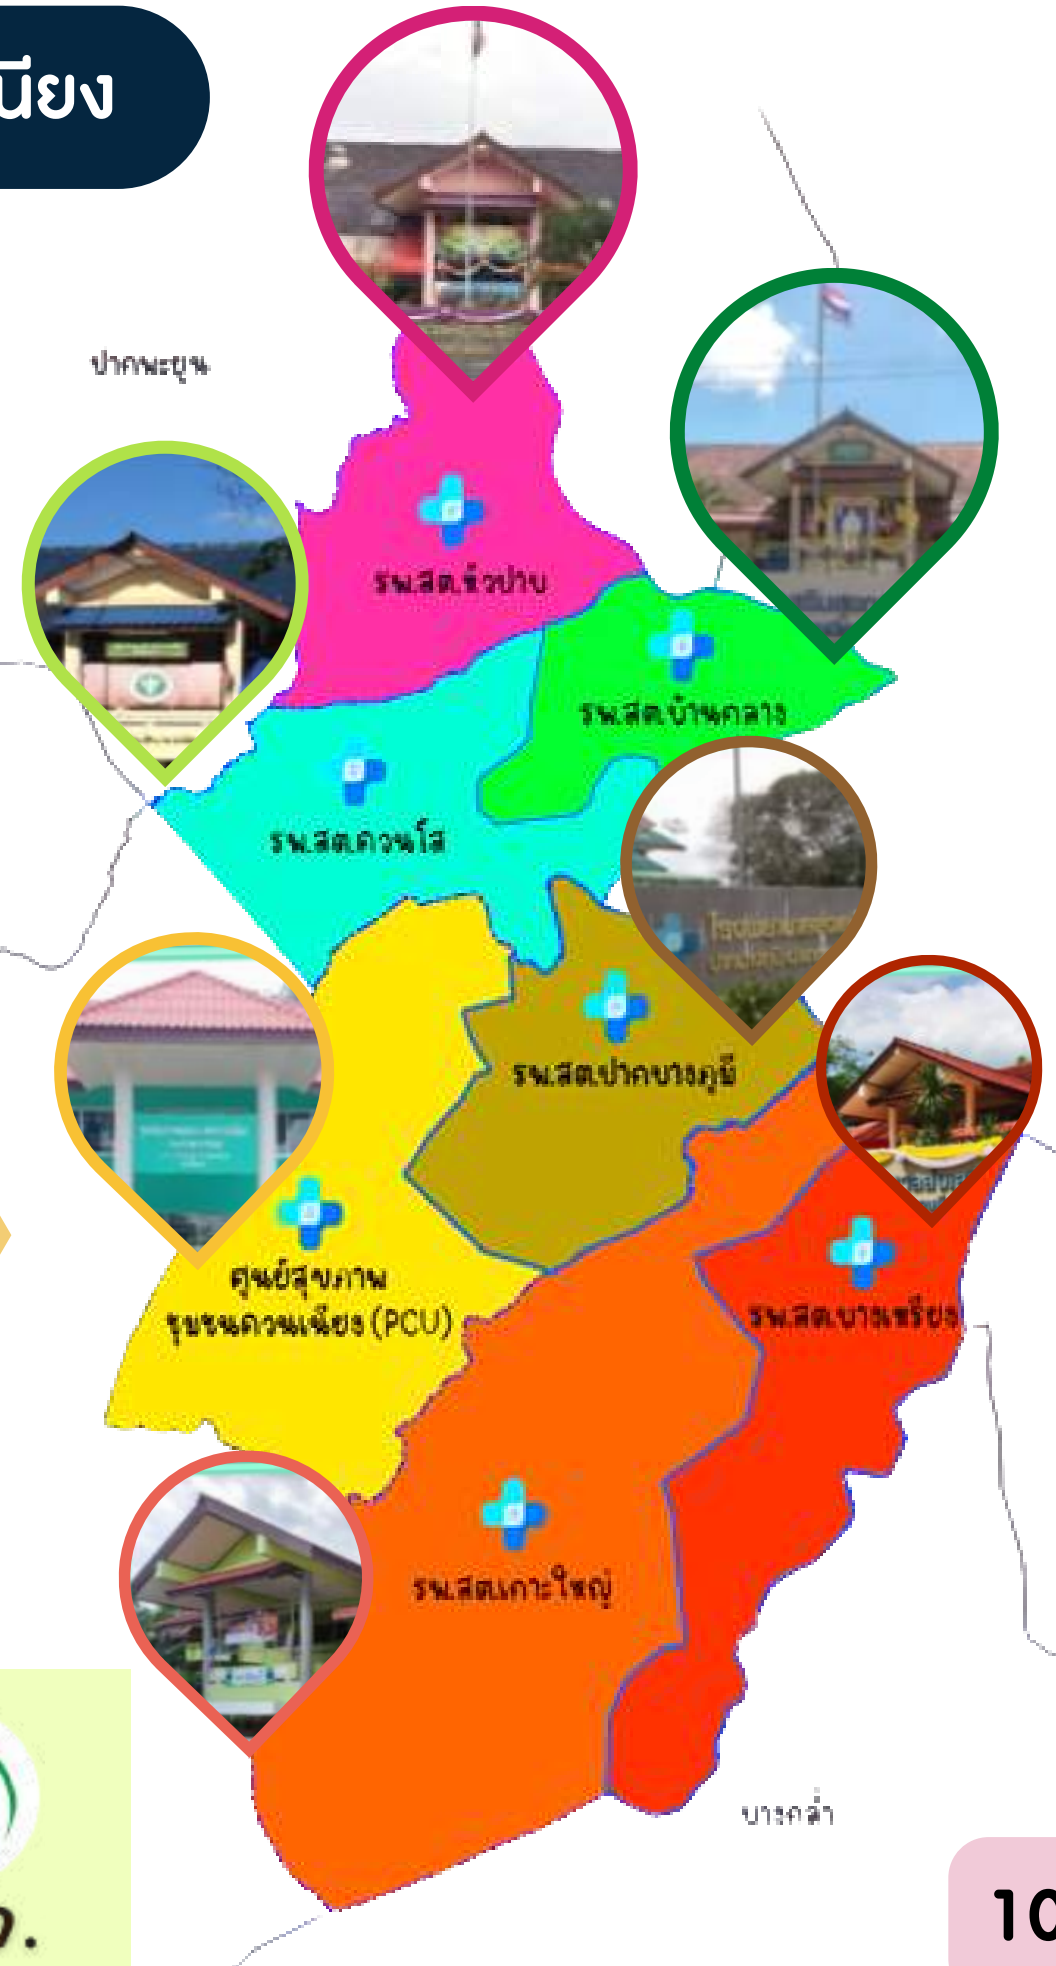 นียง
ปากพะยูน
รพ.สต.หัวปาบ
รพ.สต.บ้านกลาง
รพ.สต.ควนโส
รพ.สต.ปากบางภูมี
ศูนย์สุขภาพ
ชุมชนควนเนียง (PCU)
รพ.สต.บางเหรียง
รพ.สต.เกาะใหญ่
บางกล่ำ
10